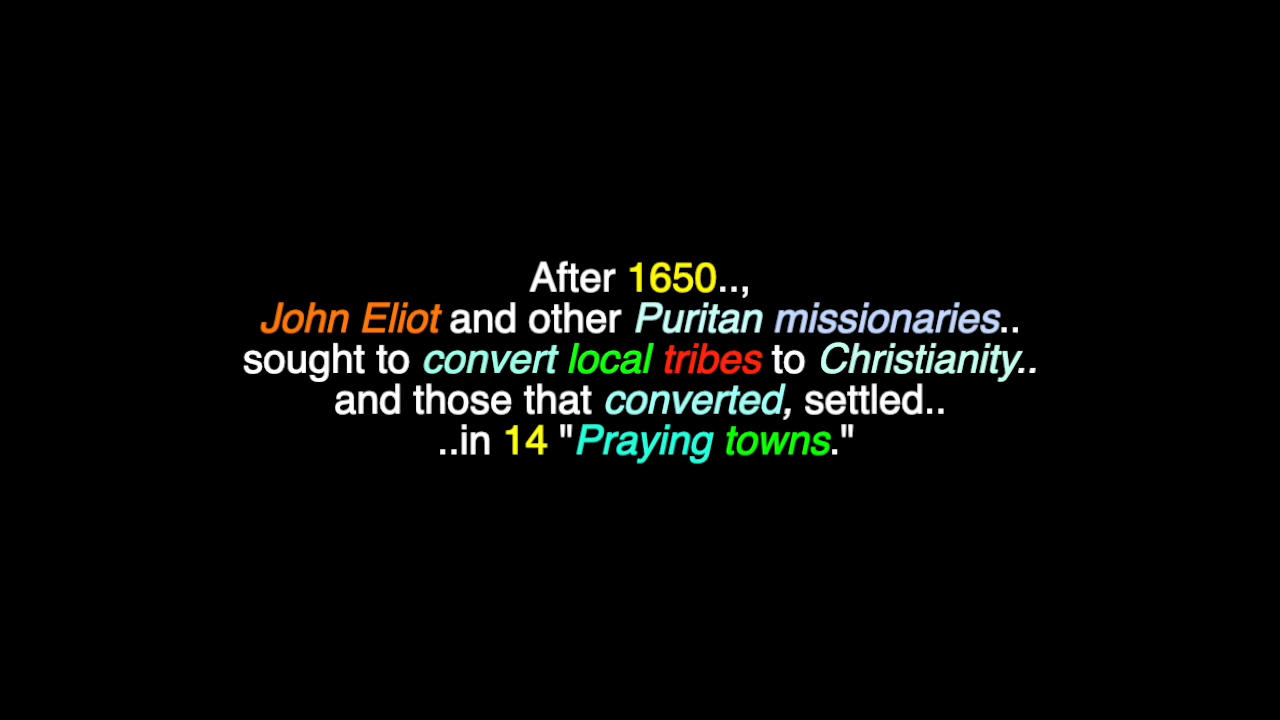 After 1650..,
John Eliot and other Puritan missionaries..
sought to convert local tribes to Christianity..
and those that converted, settled..
..in 14 "Praying towns."